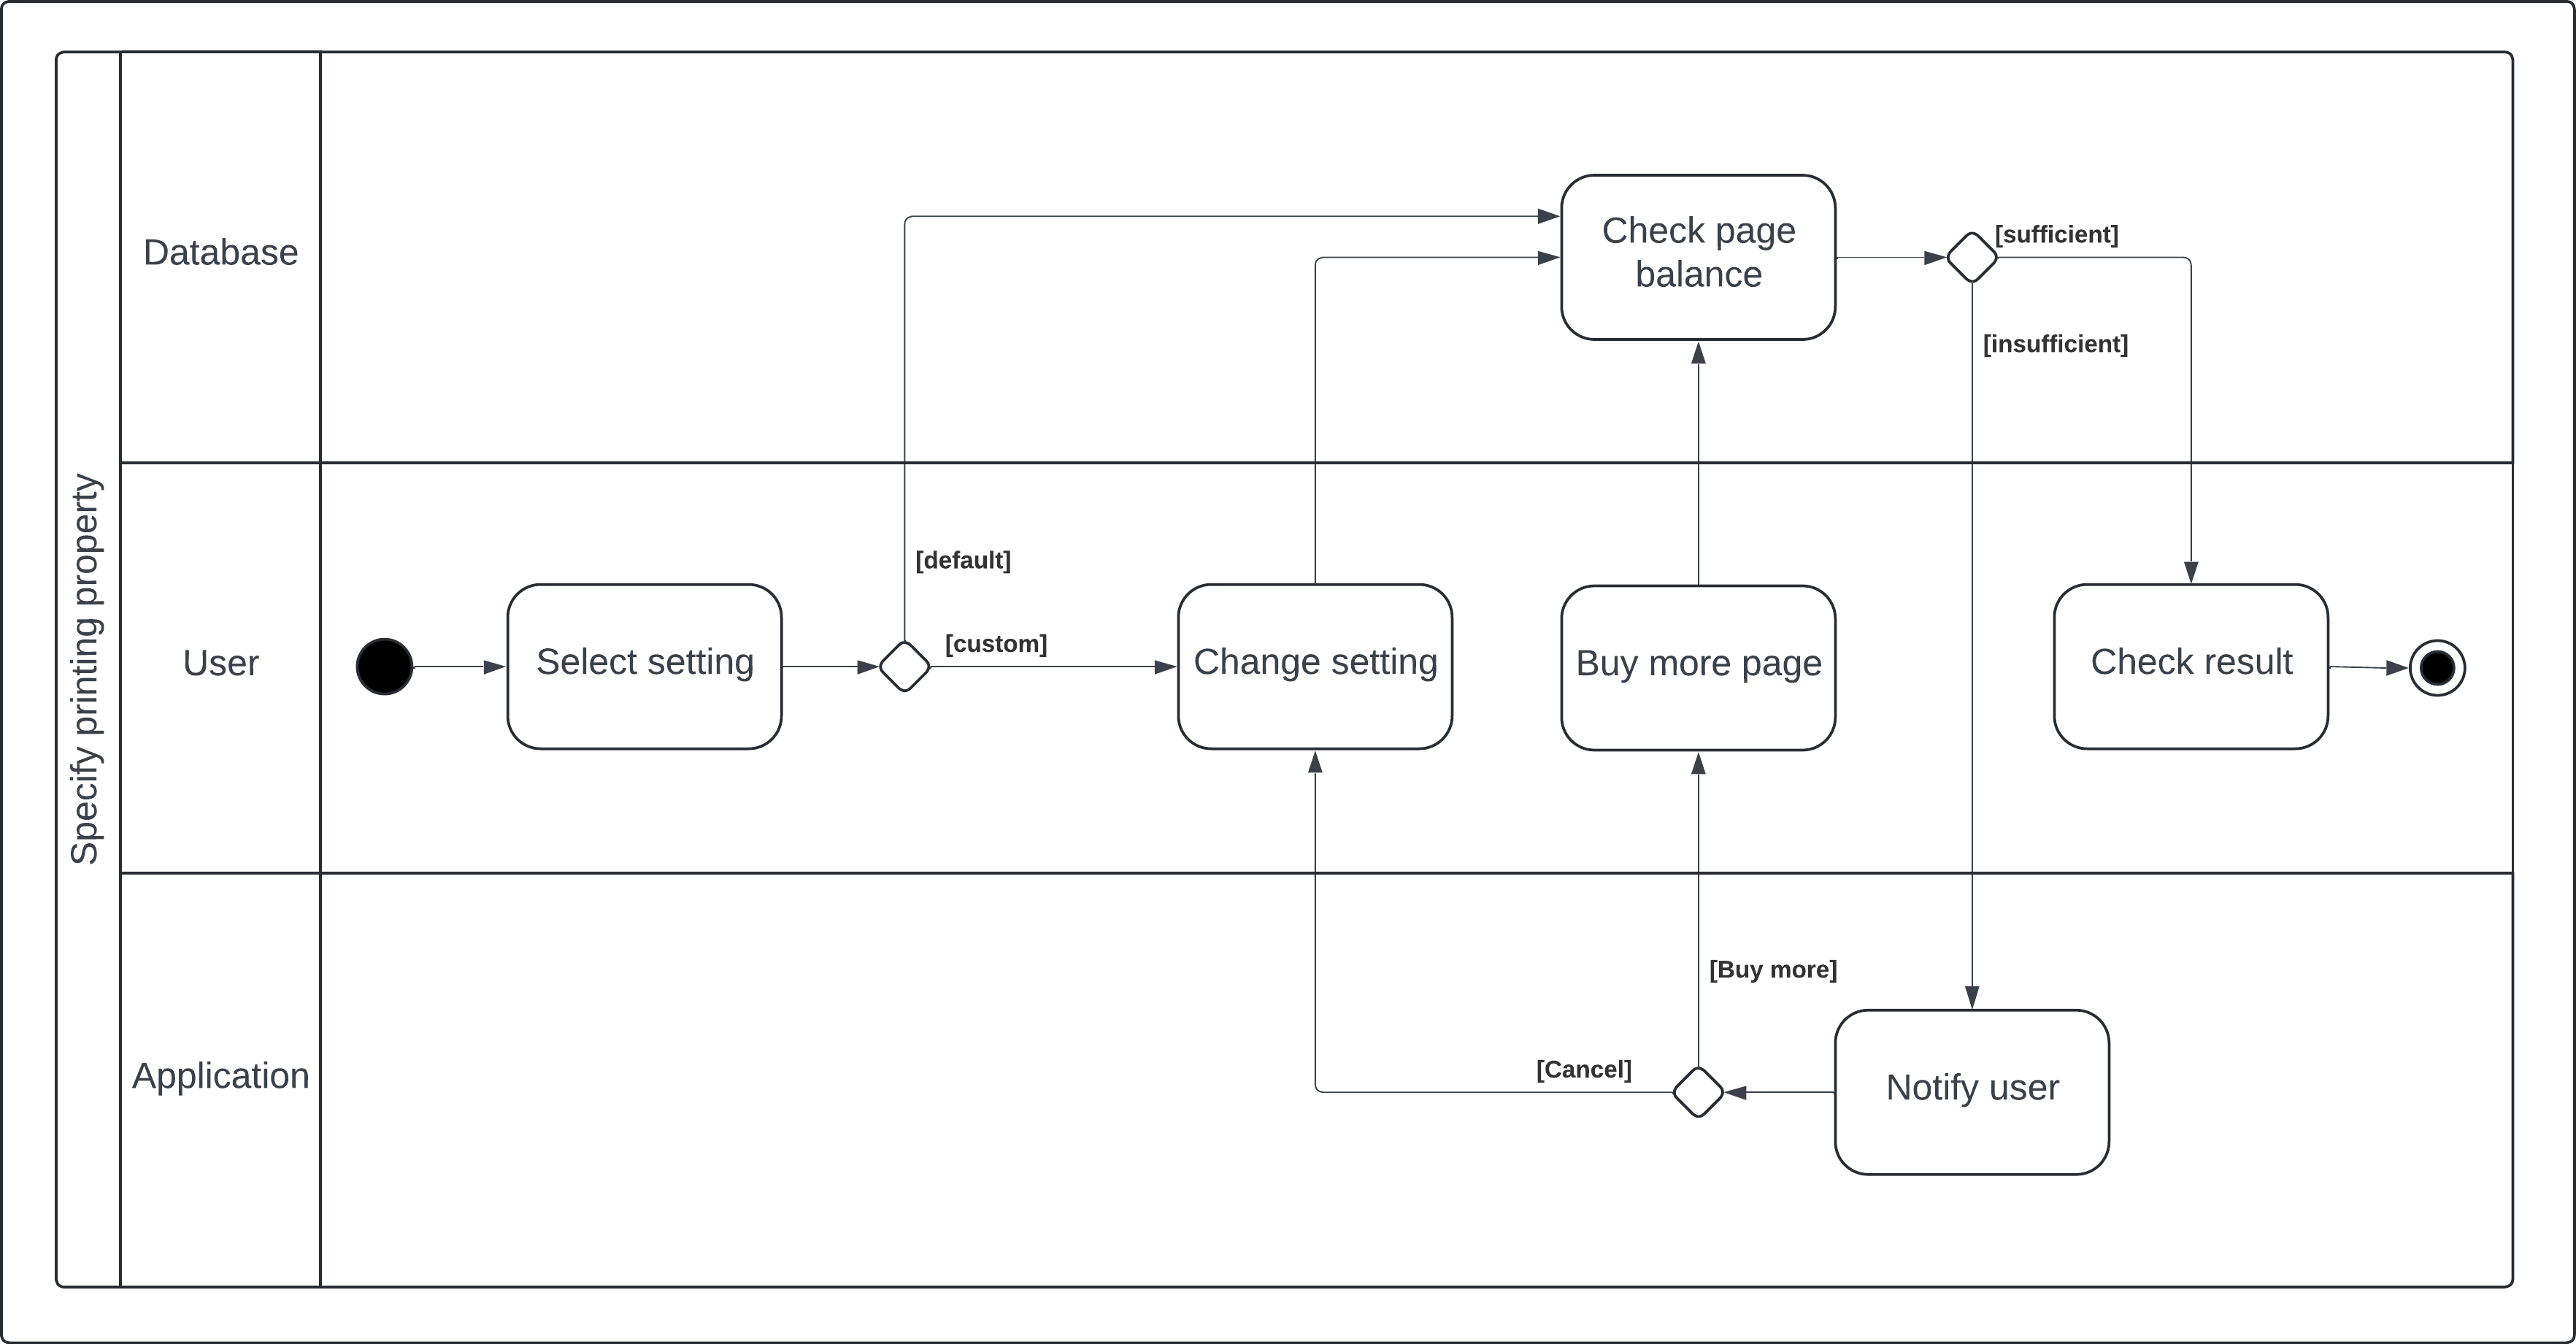 Specify printing property
Database
Check page
balance
[sufficient]
[insufficient]
User
[default]
[custom]
Select setting
Change setting
Buy more page
Check result
Application
[Buy more]
[Cancel]
Notify user